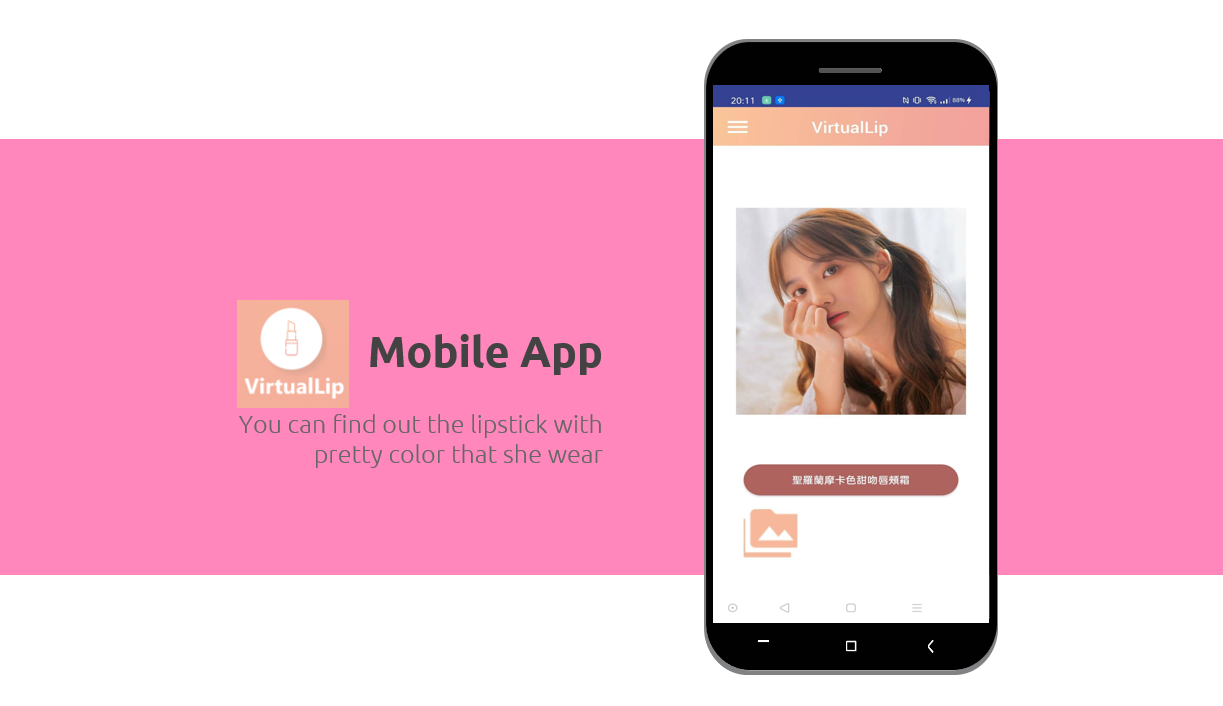 20:11
88%
VirtualLip
VirtualLip
Mobile App
You can find out the lipstick with
pretty color that she wear
聖羅蘭摩卡色甜吻唇頰霜